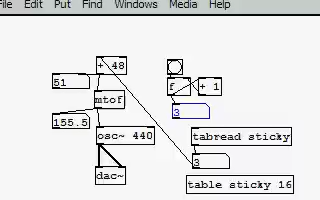 File Edit Put Find Windows Media Help
+ 48
51
f
+ 1
mtof
3
155.5
osc~ 440
tabread sticky
3
dac~
table sticky 16